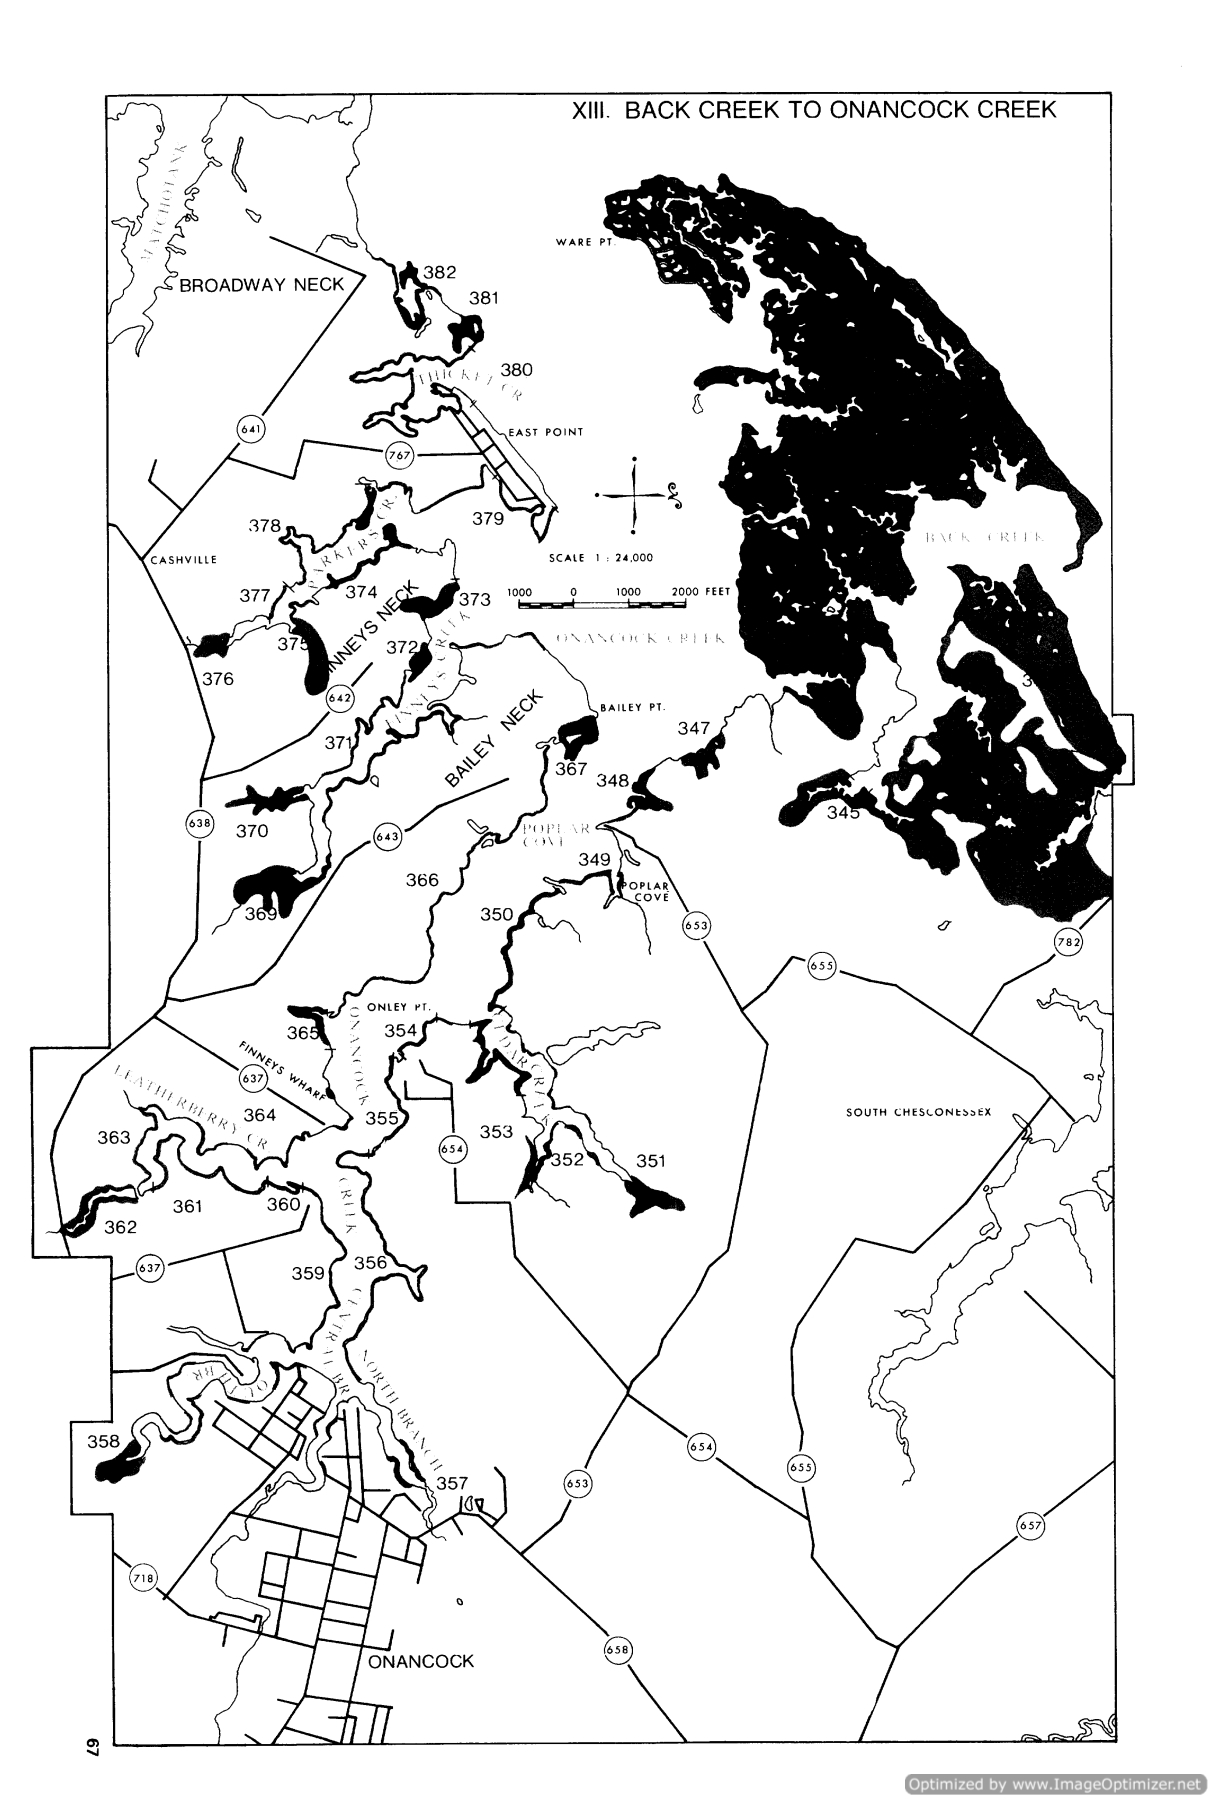 XIII. BACK CREEK TO ONANCOCK CREEK
MATCHOTANK
WARE PT.
382
BROADWAY NECK
381
380
THICKET CR
641
EAST POINT
767
N
378
379
PARKERS CR.
BACK CREEK
CASHVILLE
SCALE 1 : 24,000
377
374
373
1000 0 1000 2000 FEET
375
FINNEYS NECK
372
FINNEYS CREEK
ONANCOCK CREEK
376
642
BAILEY NECK
BAILEY PT.
347
371
367
348
345
370
638
643
POPLAR
COVE
349
366
POPLAR
COVE
369
350
653
782
655
ONLEY PT.
365
354
ONANCOCK
CREEK
CEDAR CREEK
FINNEYS WHARF
637
LEATHERBERRY CR
364
355
SOUTH CHESCONESSEX
363
353
654
352
351
361
360
362
637
359
356
CENTRAL BR
NORTH BRANCH
358
654
653
655
357
657
718
658
ONANCOCK
67
Optimized by www.ImageOptimizer.net